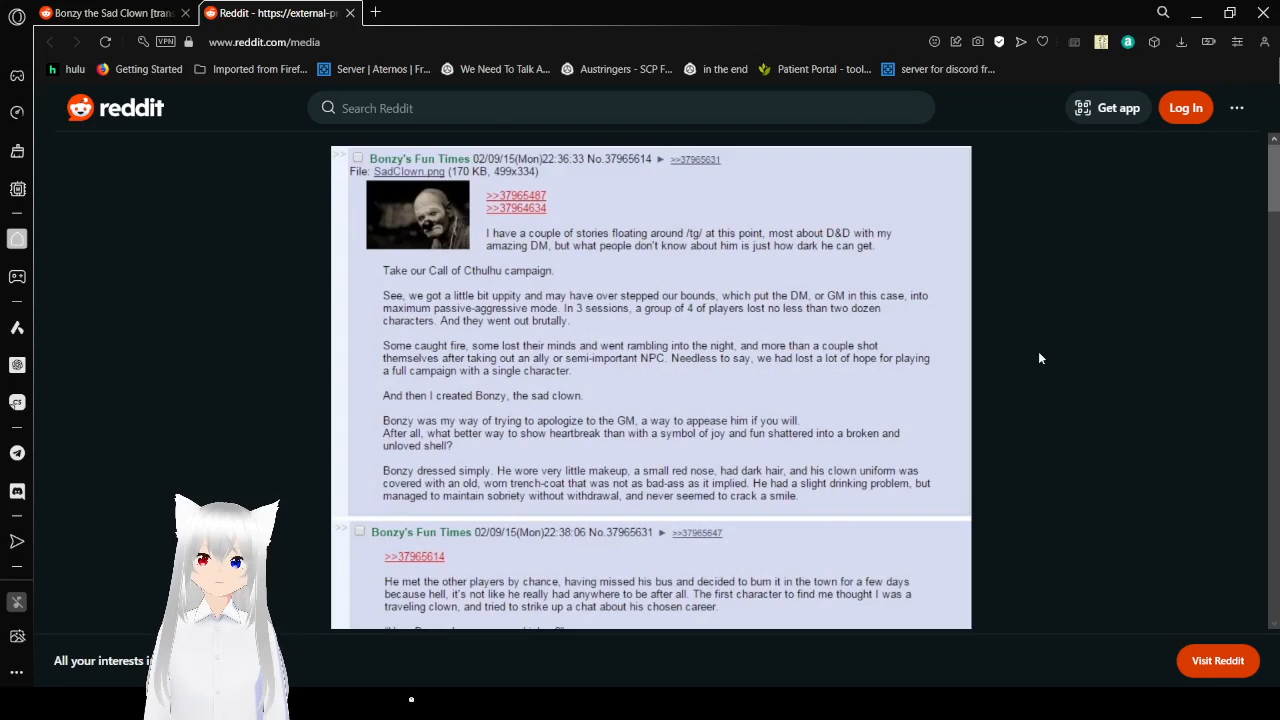 Bonzy the Sad Clown [tran
Reddit - https://external-pr
VPN
www.reddit.com/media
hulu
Getting Started
Imported from Firef...
Server | Aternos | Fr...
We Need To Talk A...
Austringers - SCP F...
in the end
Patient Portal - tool...
server for discord fr...
reddit
Search Reddit
Get app
Log In
>> Bonzy's Fun Times 02/09/15(Mon)22:36:33 No.37965614 ► >>37965631
File: SadClown.png (170 KB, 499x334)
>>37965487
>>37964634
I have a couple of stories floating around /tg/ at this point, most about D&D with my
amazing DM, but what people don't know about him is just how dark he can get.
Take our Call of Cthulhu campaign.
See, we got a little bit uppity and may have over stepped our bounds, which put the DM, or GM in this case, into
maximum passive-aggressive mode. In 3 sessions, a group of 4 of players lost no less than two dozen
characters. And they went out brutally.
Some caught fire, some lost their minds and went rambling into the night, and more than a couple shot
themselves after taking out an ally or semi-important NPC. Needless to say, we had lost a lot of hope for playing
a full campaign with a single character.
And then I created Bonzy, the sad clown.
Bonzy was my way of trying to apologize to the GM, a way to appease him if you will.
After all, what better way to show heartbreak than with a symbol of joy and fun shattered into a broken and
unloved shell?
Bonzy dressed simply. He wore very little makeup, a small red nose, had dark hair, and his clown uniform was
covered with an old, worn trench-coat that was not as bad-ass as it implied. He had a slight drinking problem, but
managed to maintain sobriety without withdrawal, and never seemed to crack a smile.
>> Bonzy's Fun Times 02/09/15(Mon)22:38:06 No.37965631 ► >>37965647
>>37965614
He met the other players by chance, having missed his bus and decided to bum it in the town for a few days
because hell, it's not like he really had anywhere to be after all. The first character to find me thought I was a
traveling clown, and tried to strike up a chat about his chosen career.
All your interests i
Visit Reddit